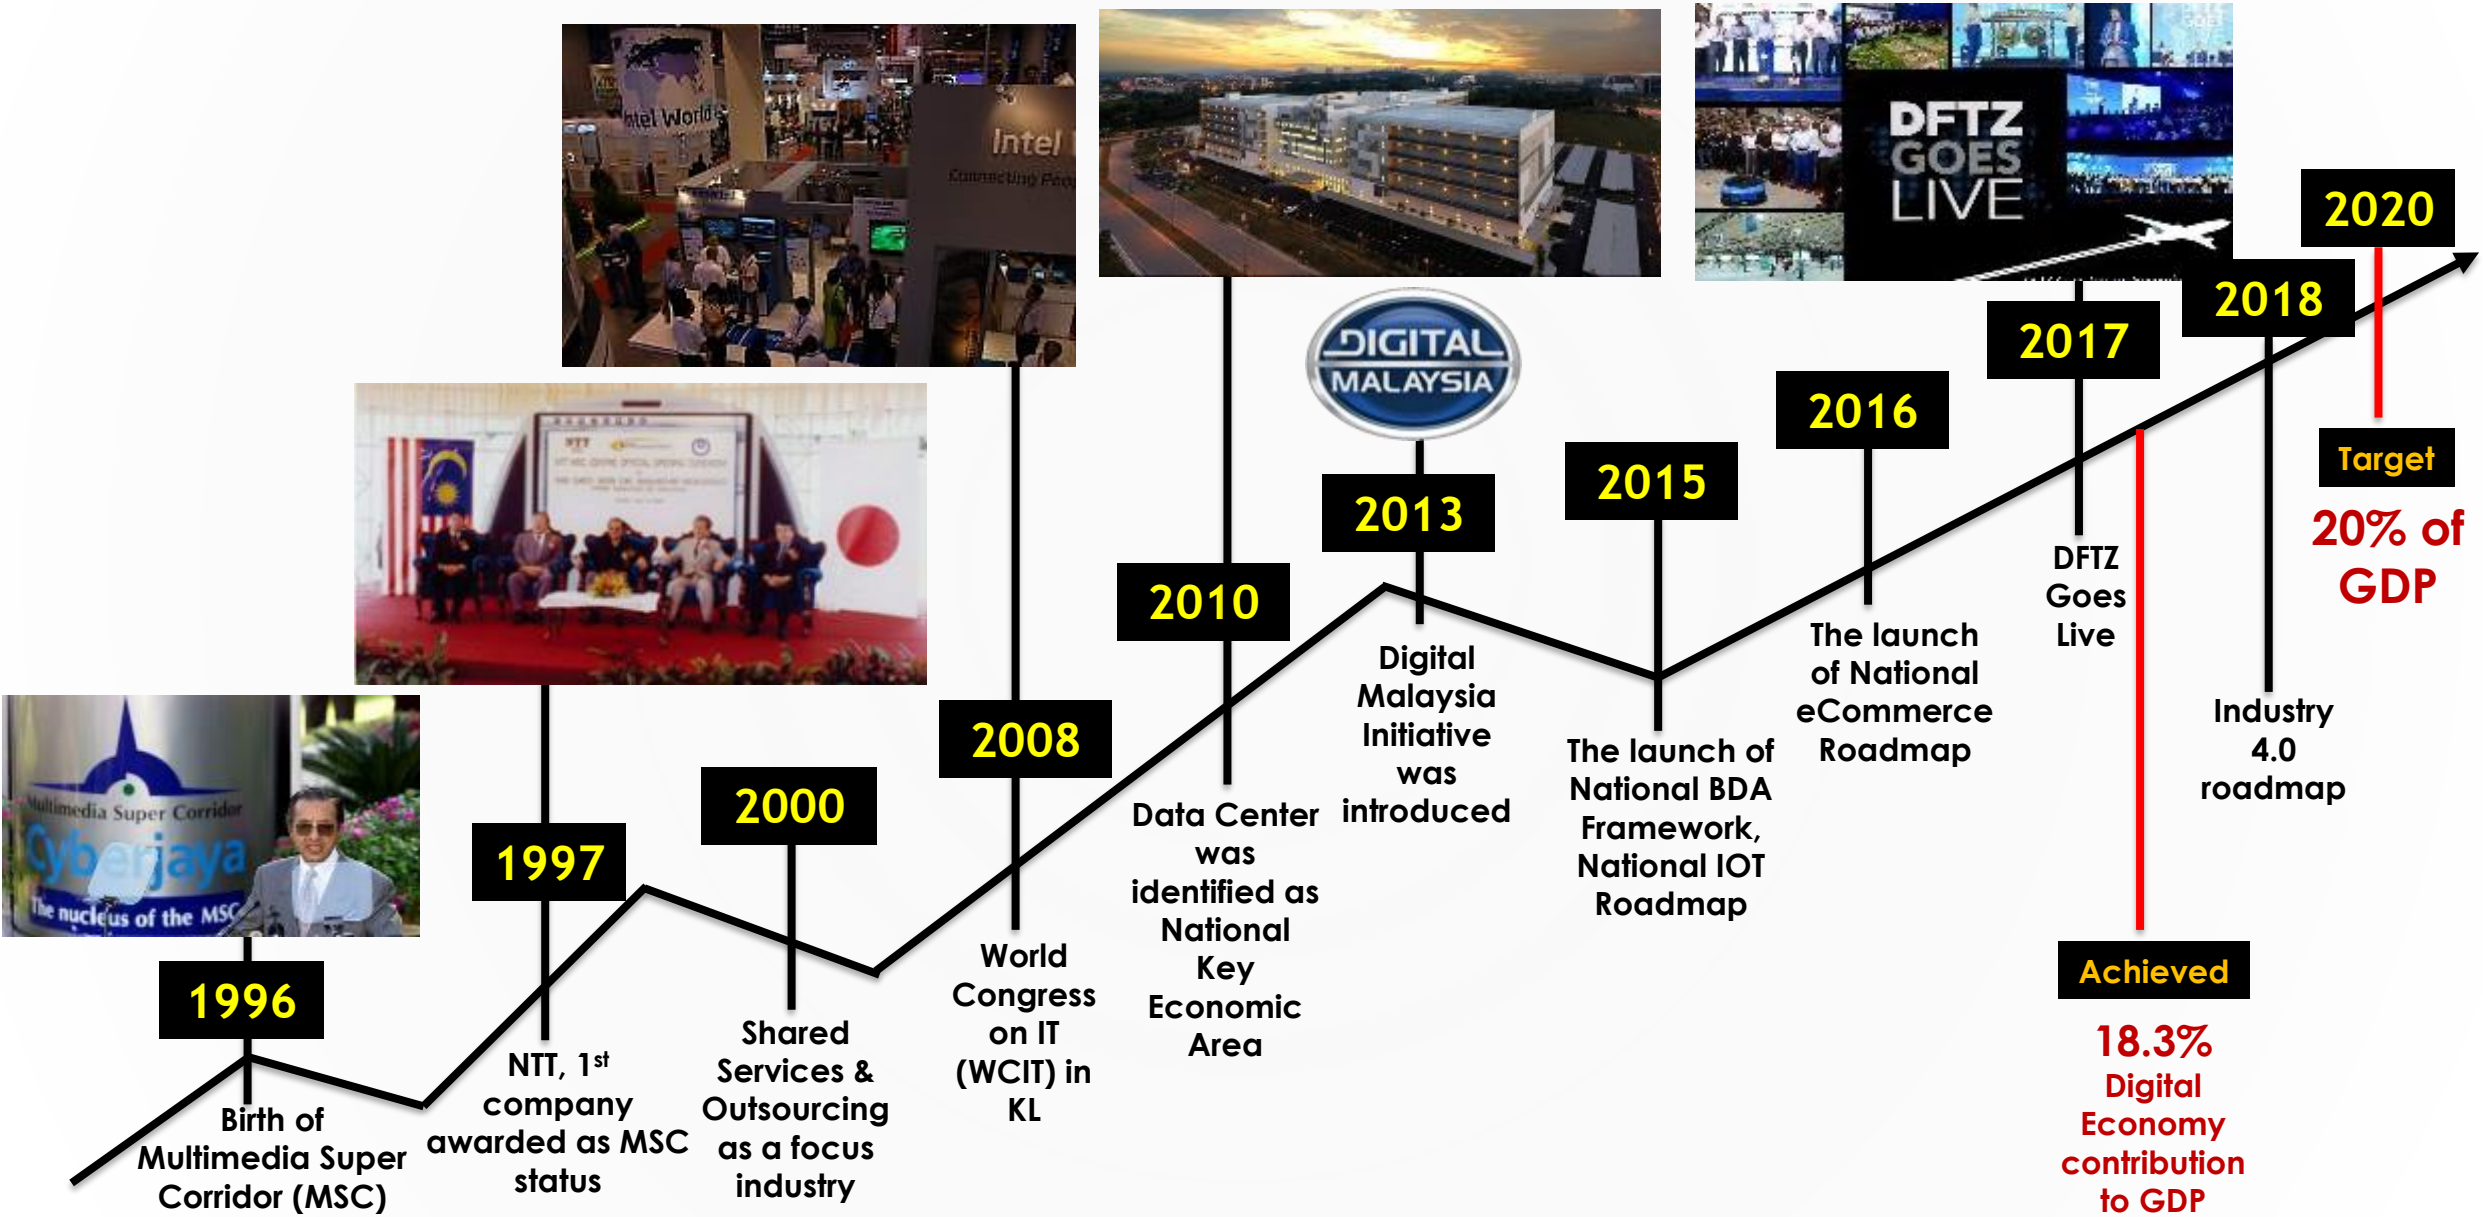 Intel World
Intel
Connecting
DFTZ
GOES
LIVE
2020
2018
2017
DIGITAL
MALAYSIA
2016
Target
2015
20% of
GDP
2013
DFTZ
Goes
Live
2010
The launch
of National
eCommerce
Roadmap
Digital
Malaysia
Initiative
was
introduced
Industry
4.0
roadmap
NTT
2008
The launch of
National BDA
Framework,
National IOT
Roadmap
2000
Data Center
was
identified as
National
Key
Economic
Area
Multimedia Super Corridor
Cyberjaya
The nucleus of the MSC
1997
World
Congress
on IT
(WCIT) in
KL
Achieved
1996
Shared
Services &
Outsourcing
as a focus
industry
18.3%
Digital
Economy
contribution
to GDP
NTT, 1st
company
awarded as MSC
status
Birth of
Multimedia Super
Corridor (MSC)